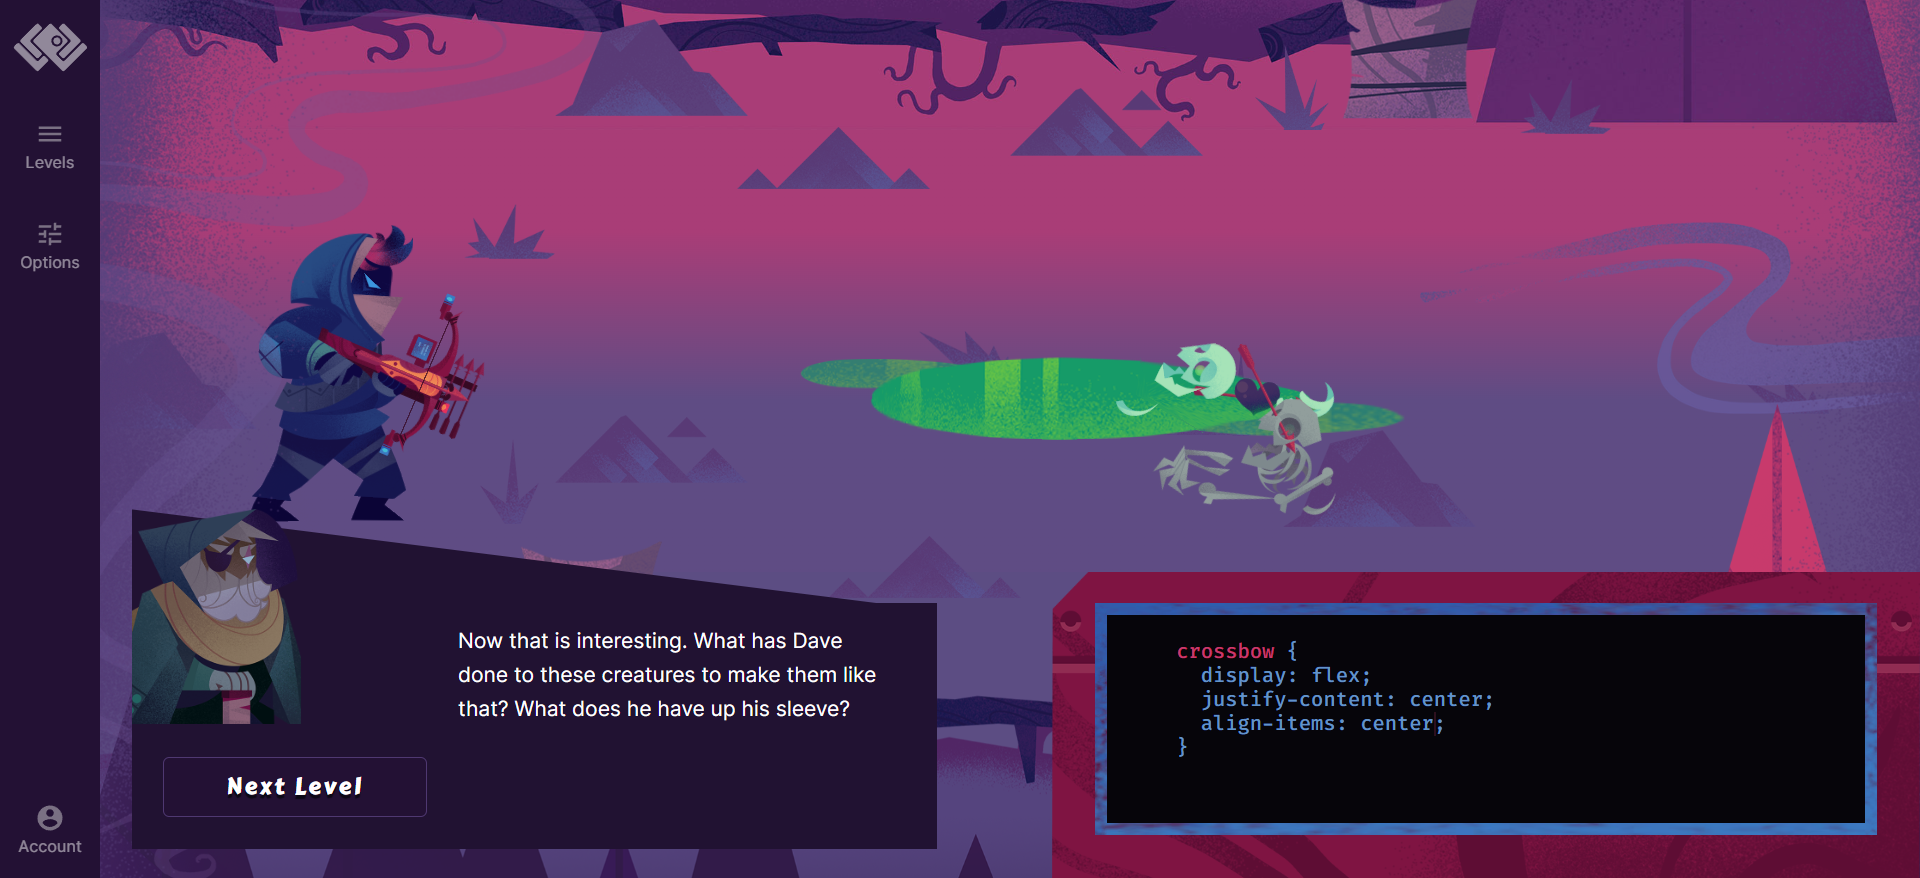 Levels
Options
Now that is interesting. What has Dave
done to these creatures to make them like
that? What does he have up his sleeve?
Next Level
crossbow {
  display: flex;
  justify-content: center;
  align-items: center;
}
Account